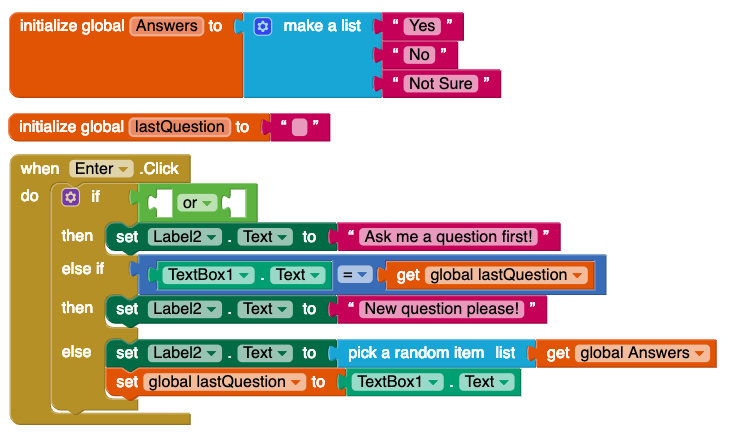 initialize global Answers to make a list " Yes "
" No "
" Not Sure "
initialize global lastQuestion to " "
when Enter .Click
do if or
then set Label2 . Text to " Ask me a question first! "
else if TextBox1 . Text = get global lastQuestion
then set Label2 . Text to " New question please! "
else set Label2 . Text to pick a random item list get global Answers
set global lastQuestion to TextBox1 . Text